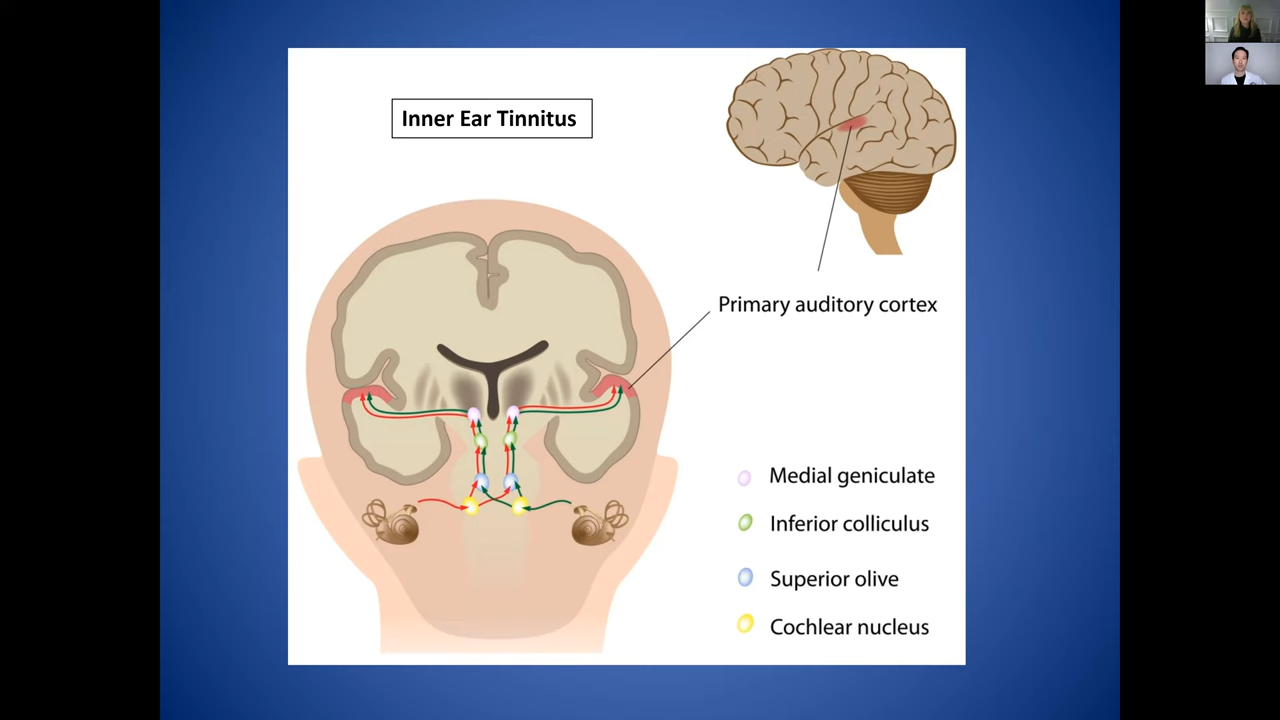 Inner Ear Tinnitus
Primary auditory cortex
Medial geniculate
Inferior colliculus
Superior olive
Cochlear nucleus